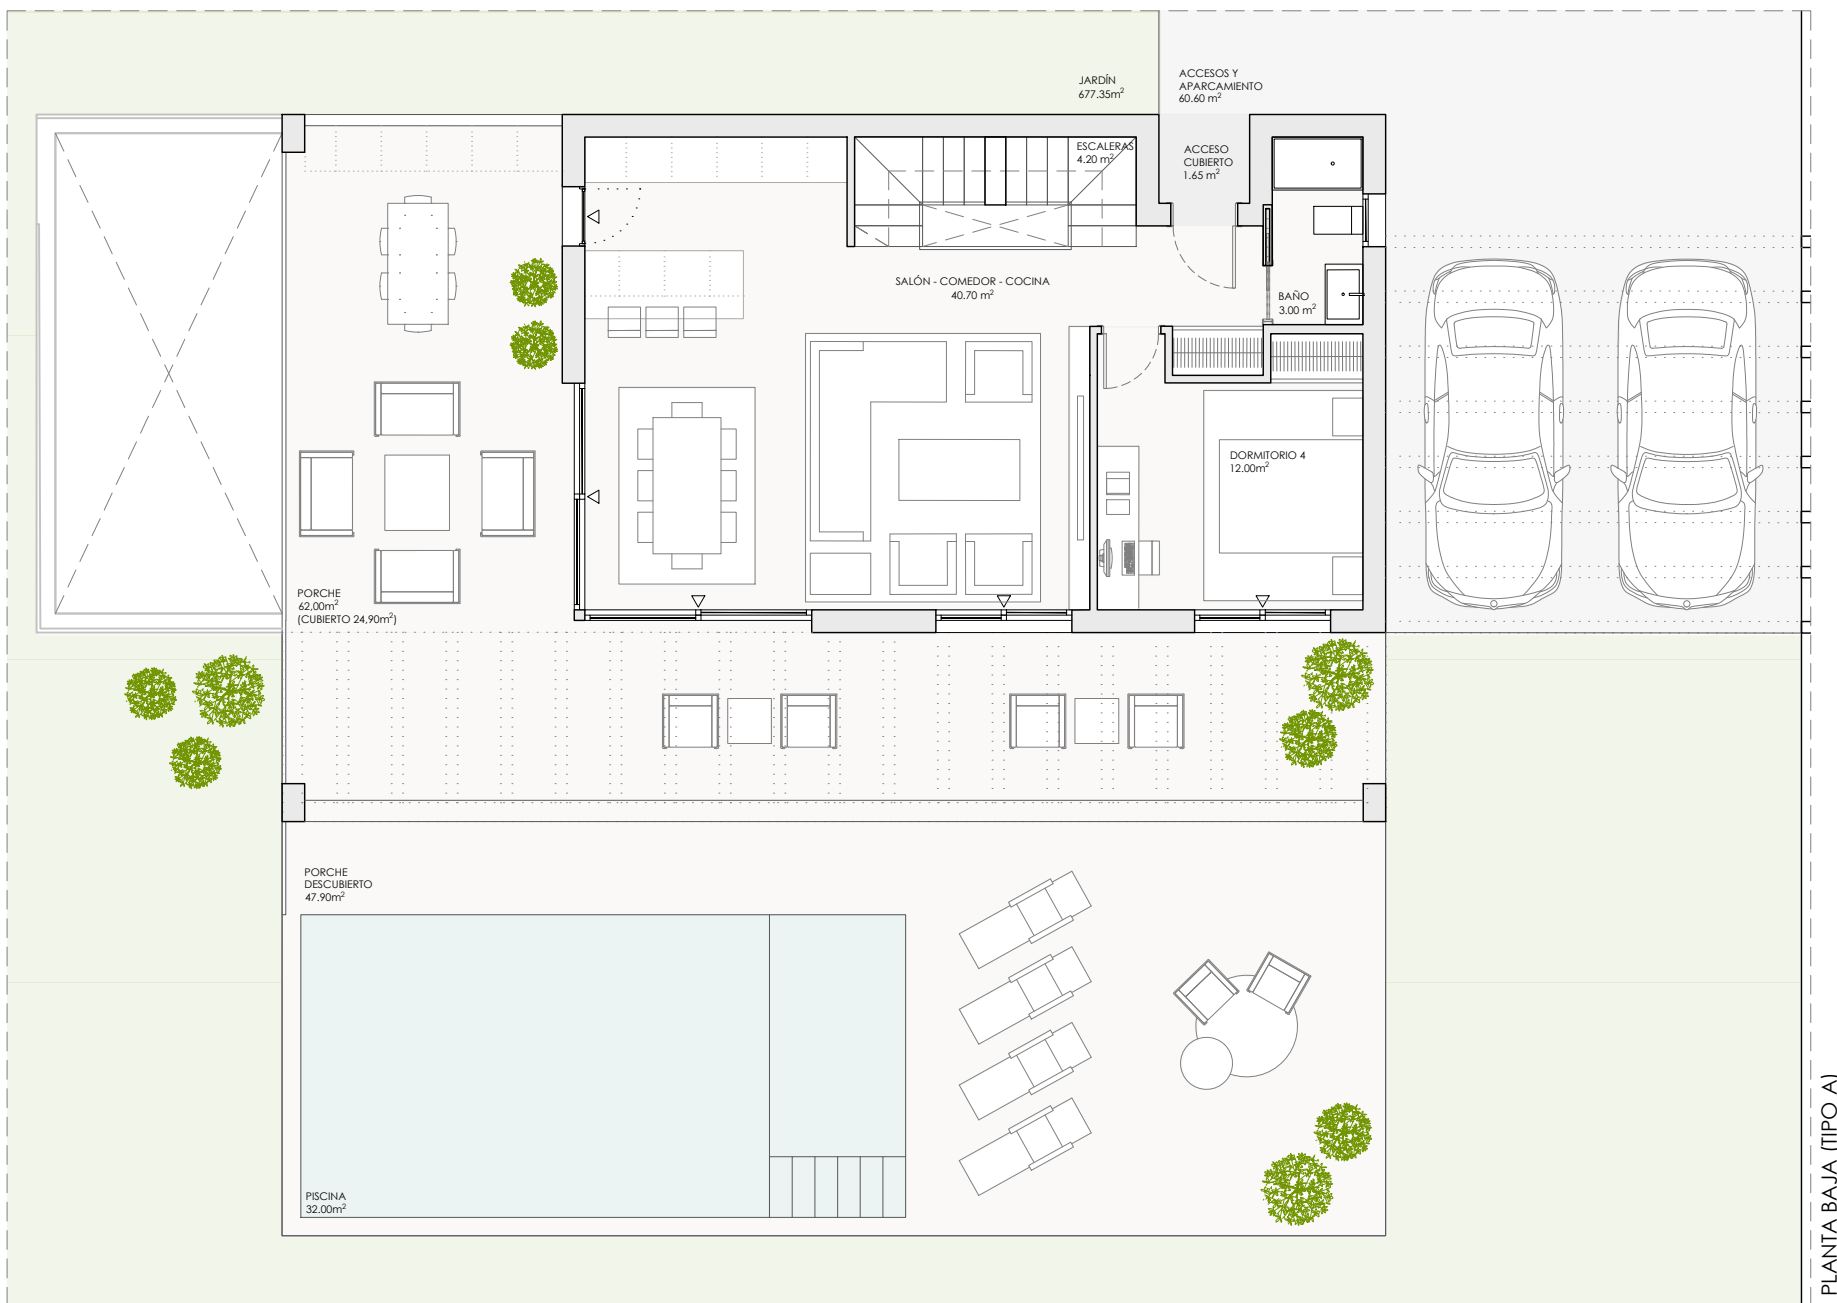 JARDÍN
677.35m²
ACCESOS Y
APARCAMIENTO
60.60 m²
ESCALERAS
4.20 m²
ACCESO
CUBIERTO
1.65 m²
SALÓN - COMEDOR - COCINA
40.70 m²
BAÑO
3.00 m²
DORMITORIO 4
12.00m²
PORCHE
62,00m²
(CUBIERTO 24,90m²)
PORCHE
DESCUBIERTO
47.90m²
PISCINA
32.00m²
PLANTA BAJA (TIPO A)